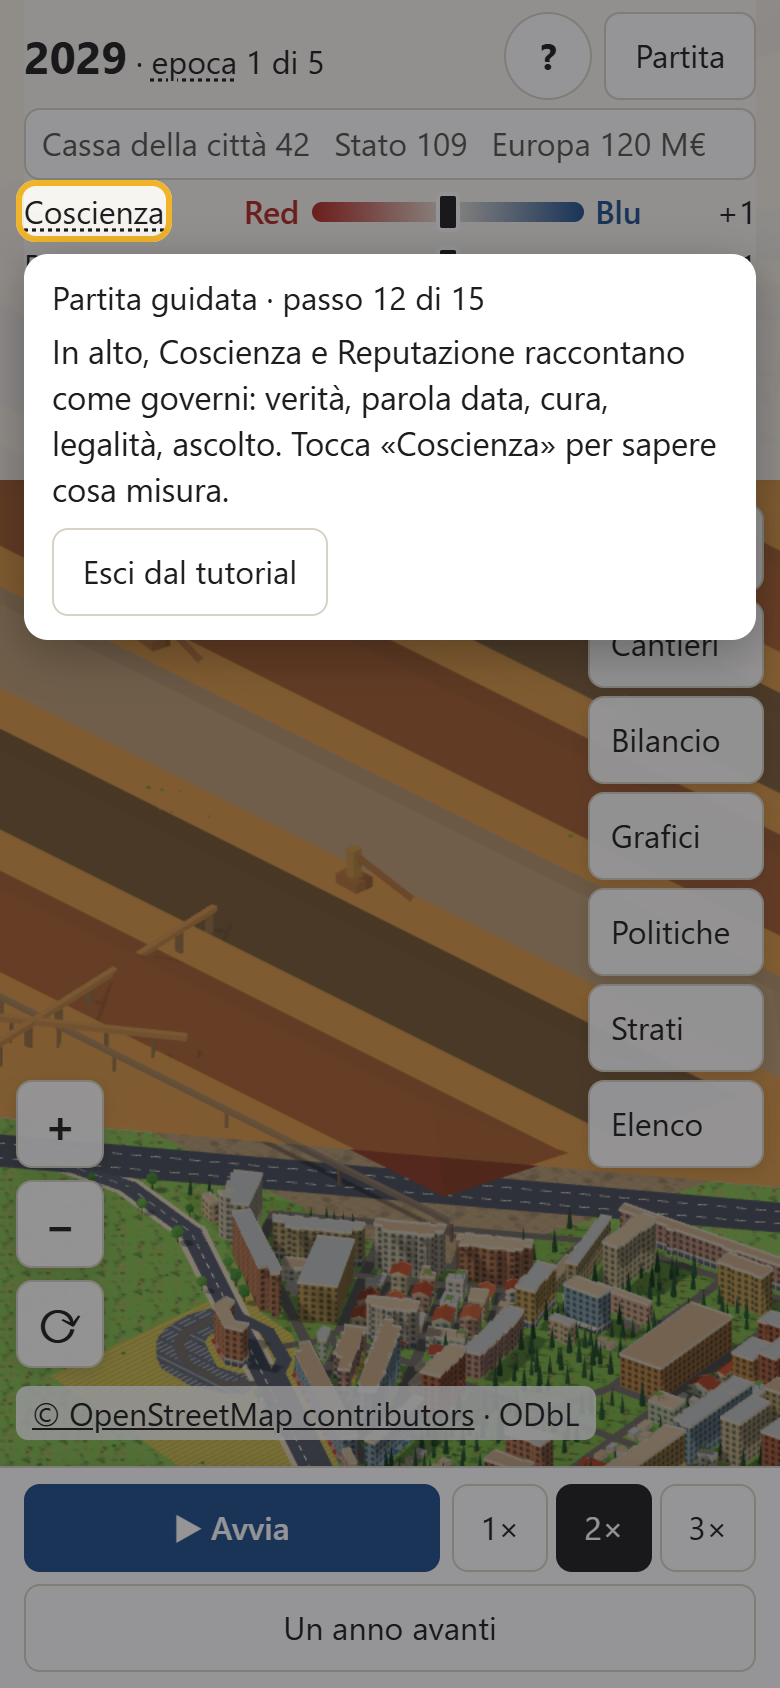 2029 · epoca 1 di 5
?
Partita
Cassa della città 42 Stato 109 Europa 120 M€
Coscienza
Red
Blu
+1
Partita guidata · passo 12 di 15
In alto, Coscienza e Reputazione raccontano
come governi: verità, parola data, cura,
legalità, ascolto. Tocca «Coscienza» per sapere
cosa misura.
Esci dal tutorial
Cantieri
Bilancio
Grafici
Politiche
Strati
Elenco
+
−
© OpenStreetMap contributors · ODbL
▶ Avvia
1×
2×
3×
Un anno avanti